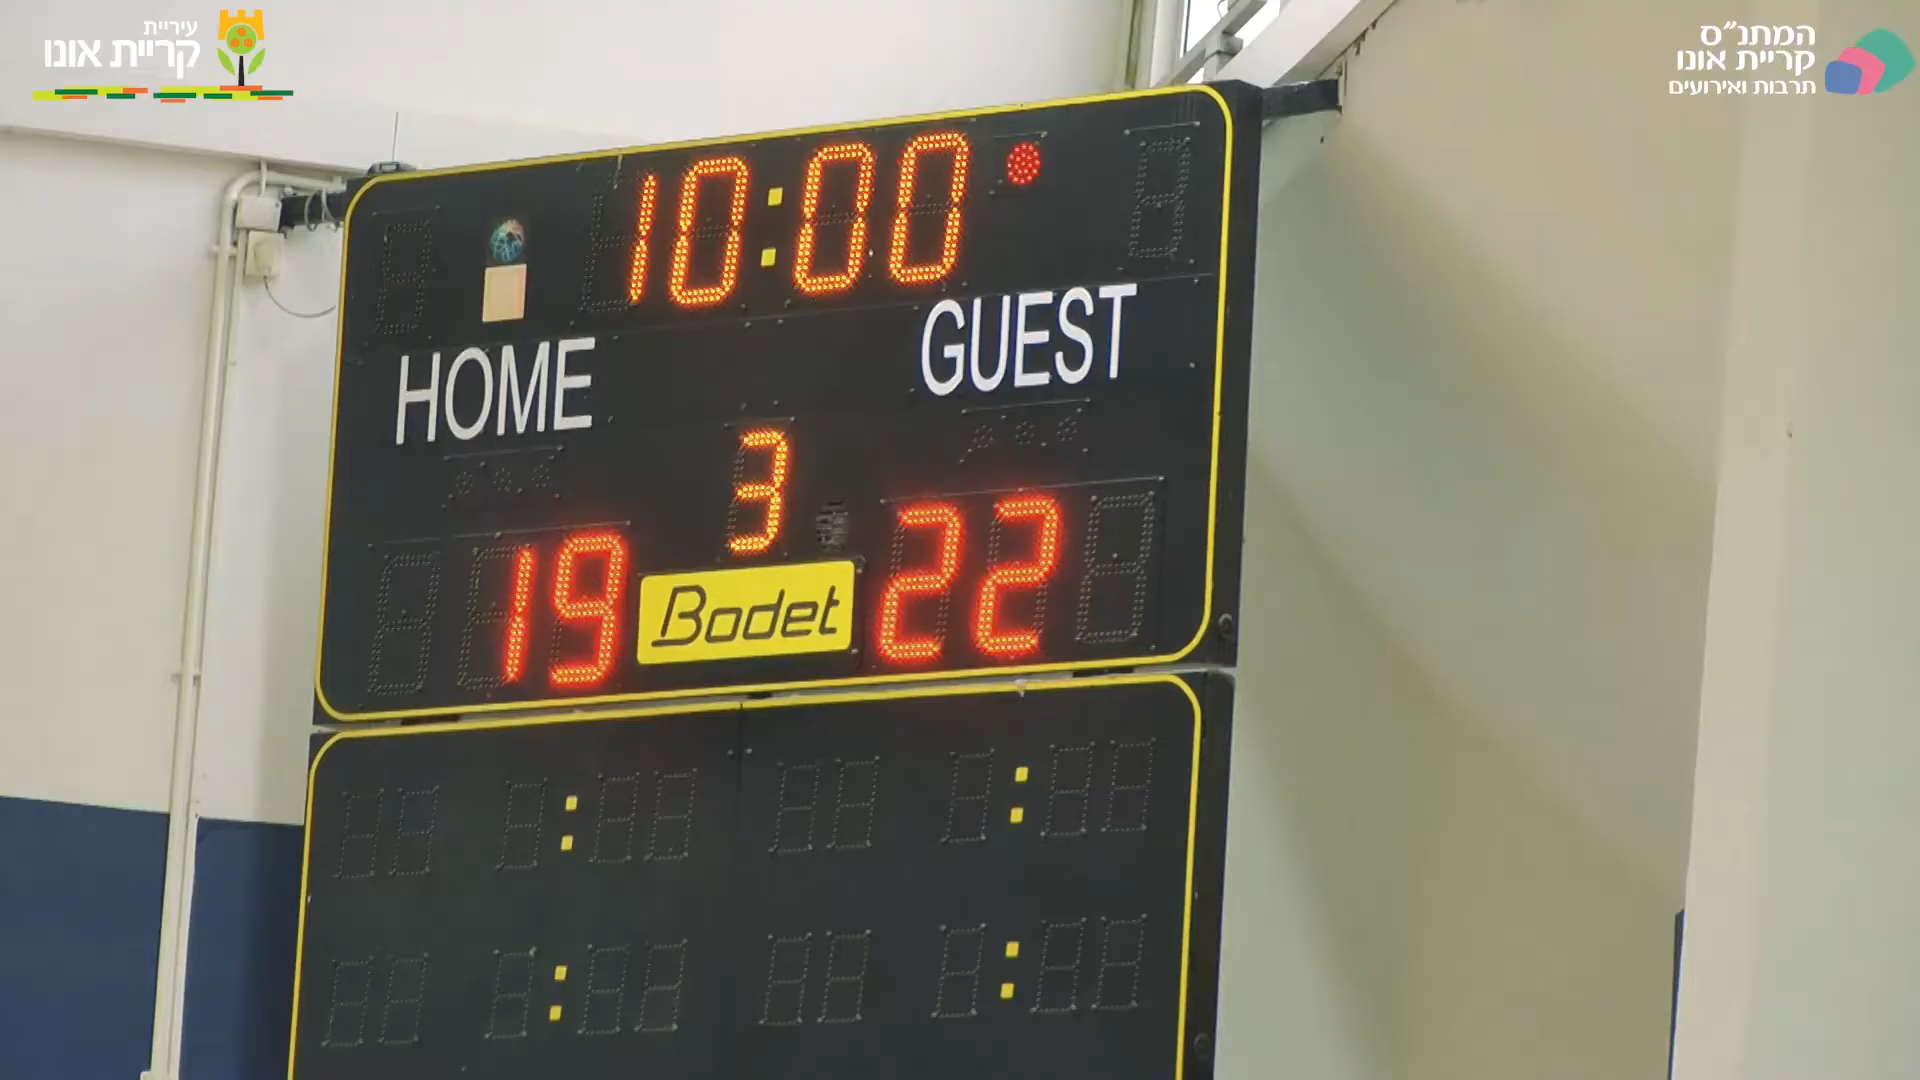 עיריית
קריית אונו
המתנ״ס
קריית אונו
תרבות ואירועים
10:00
HOME
GUEST
3
19
22
Bodet